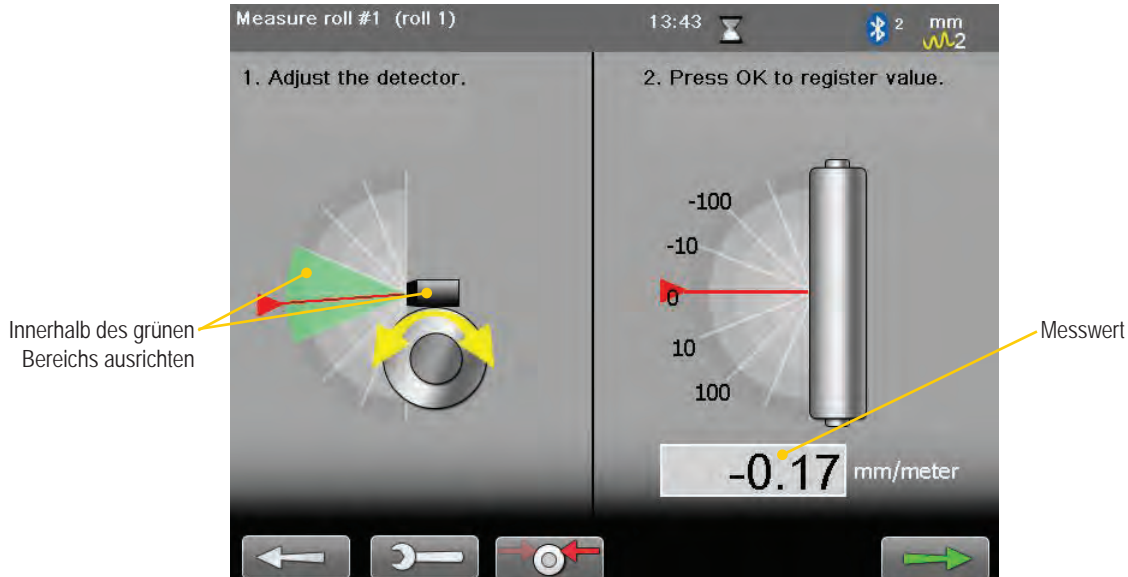 Measure roll #1 (roll 1)
13:43
2
mm
2
1. Adjust the detector.
2. Press OK to register value.
-100
-10
0
10
100
Innerhalb des grünen
Bereichs ausrichten
Messwert
-0.17 mm/meter